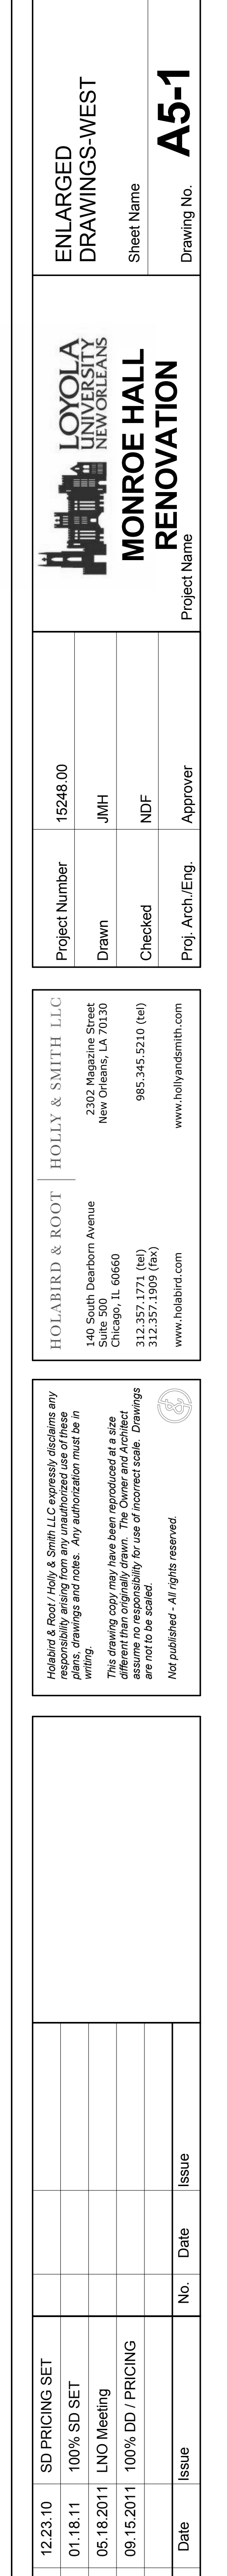 12.23.10 SD PRICING SET
01.18.11 100% SD SET
05.18.2011 LNO Meeting
09.15.2011 100% DD / PRICING
Date Issue No. Date Issue
Holabird & Root / Holly & Smith LLC expressly disclaims any
responsibility arising from any unauthorized use of these
plans, drawings and notes. Any authorization must be in
writing.
This drawing copy may have been reproduced at a size
different than originally drawn. The Owner and Architect
assume no responsibility for use of incorrect scale. Drawings
are not to be scaled.
Not published - All rights reserved.
HOLABIRD & ROOT HOLLY & SMITH LLC
140 South Dearborn Avenue
Suite 500
Chicago, IL 60660
312.357.1771 (tel)
312.357.1909 (fax)
www.holabird.com
2302 Magazine Street
New Orleans, LA 70130
985.345.5210 (tel)
www.hollyandsmith.com
Project Number 15248.00
Drawn JMH
Checked NDF
Proj. Arch./Eng. Approver
LOYOLA
UNIVERSITY
NEW ORLEANS
MONROE HALL
RENOVATION
Project Name
ENLARGED
DRAWINGS-WEST
Sheet Name
Drawing No. A5-1